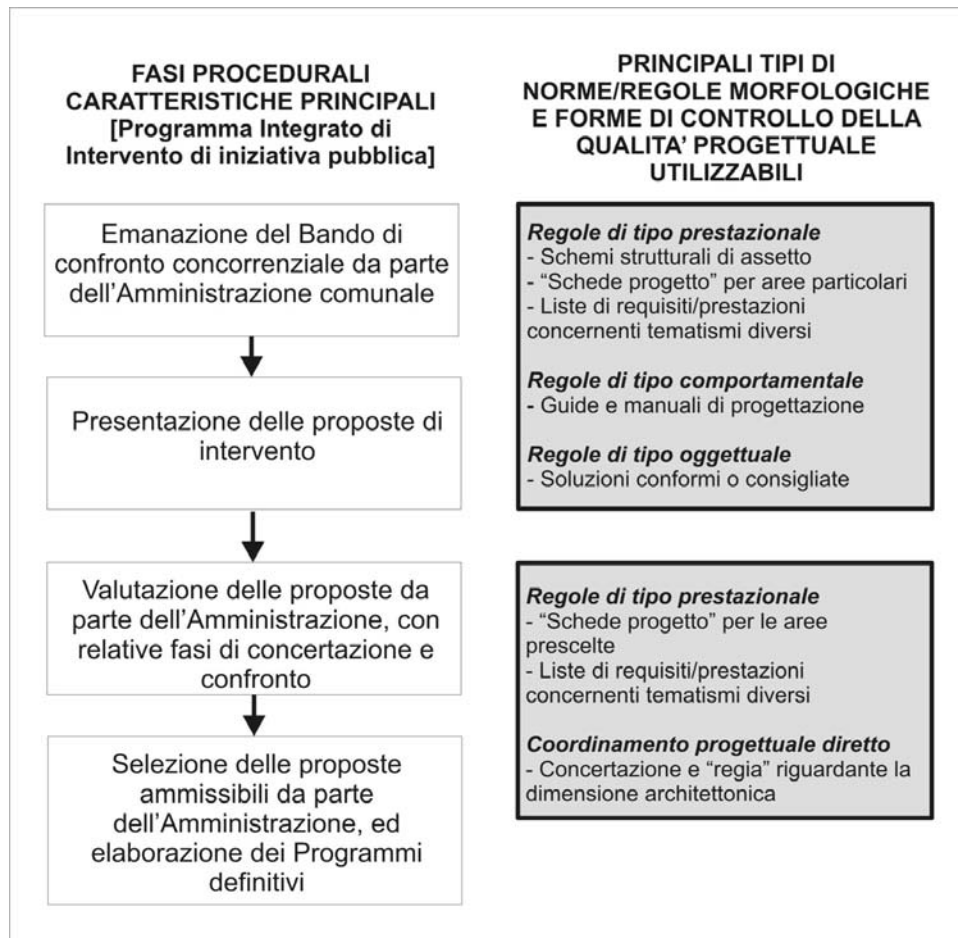 FASI PROCEDURALI
CARATTERISTICHE PRINCIPALI
[Programma Integrato di
Intervento di iniziativa pubblica]
Emanazione del Bando di
confronto concorrenziale da parte
dell'Amministrazione comunale
Presentazione delle proposte di
intervento
Valutazione delle proposte da
parte dell'Amministrazione, con
relative fasi di concertazione e
confronto
Selezione delle proposte
ammissibili da parte
dell'Amministrazione, ed
elaborazione dei Programmi
definitivi
PRINCIPALI TIPI DI
NORME/REGOLE MORFOLOGICHE
E FORME DI CONTROLLO DELLA
QUALITA' PROGETTUALE
UTILIZZABILI
Regole di tipo prestazionale
- Schemi strutturali di assetto
- "Schede progetto" per aree particolari
- Liste di requisiti/prestazioni
concernenti tematismi diversi
Regole di tipo comportamentale
- Guide e manuali di progettazione
Regole di tipo oggettuale
- Soluzioni conformi o consigliate
Regole di tipo prestazionale
- "Schede progetto" per le aree
prescelte
- Liste di requisiti/prestazioni
concernenti tematismi diversi
Coordinamento progettuale diretto
- Concertazione e "regia" riguardante la
dimensione architettonica